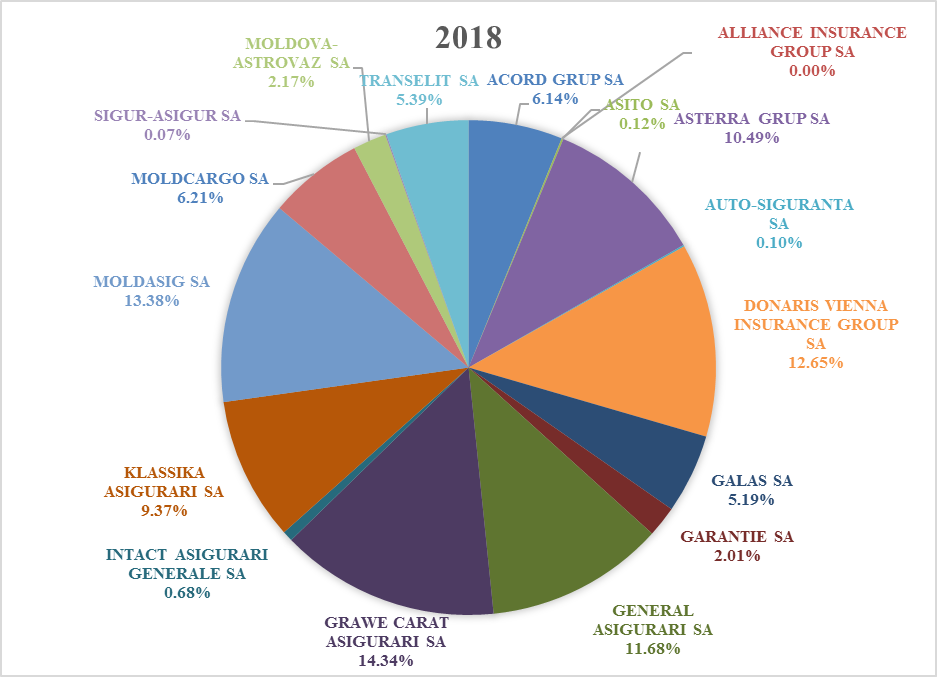 2018
ACORD GRUP SA
6.14%
ALLIANCE INSURANCE
GROUP SA
0.00%
ASITO SA
0.12%
ASTERRA GRUP SA
10.49%
AUTO-SIGURANTA
SA
0.10%
DONARIS VIENNA
INSURANCE GROUP
SA
12.65%
GALAS SA
5.19%
GARANTIE SA
2.01%
GENERAL
ASIGURARI SA
11.68%
GRAWE CARAT
ASIGURARI SA
14.34%
INTACT ASIGURARI
GENERALE SA
0.68%
KLASSIKA
ASIGURARI SA
9.37%
MOLDASIG SA
13.38%
MOLDCARGO SA
6.21%
MOLDOVA-
ASTROVAZ SA
2.17%
SIGUR-ASIGUR SA
0.07%
TRANSELIT SA
5.39%